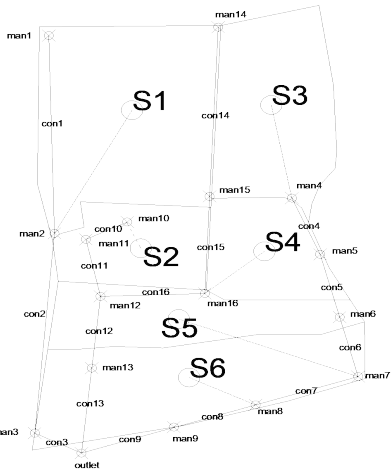 man14
man1
S1
S3
con1
con14
man15
man4
man2
con10
man10
man11
con4
S2
S4
con15
man5
con11
con16
man12
man16
con5
con2
con12
S5
man6
con6
man13
S6
man7
con13
con7
man8
an3
con3
con9
con8
man9
outlet